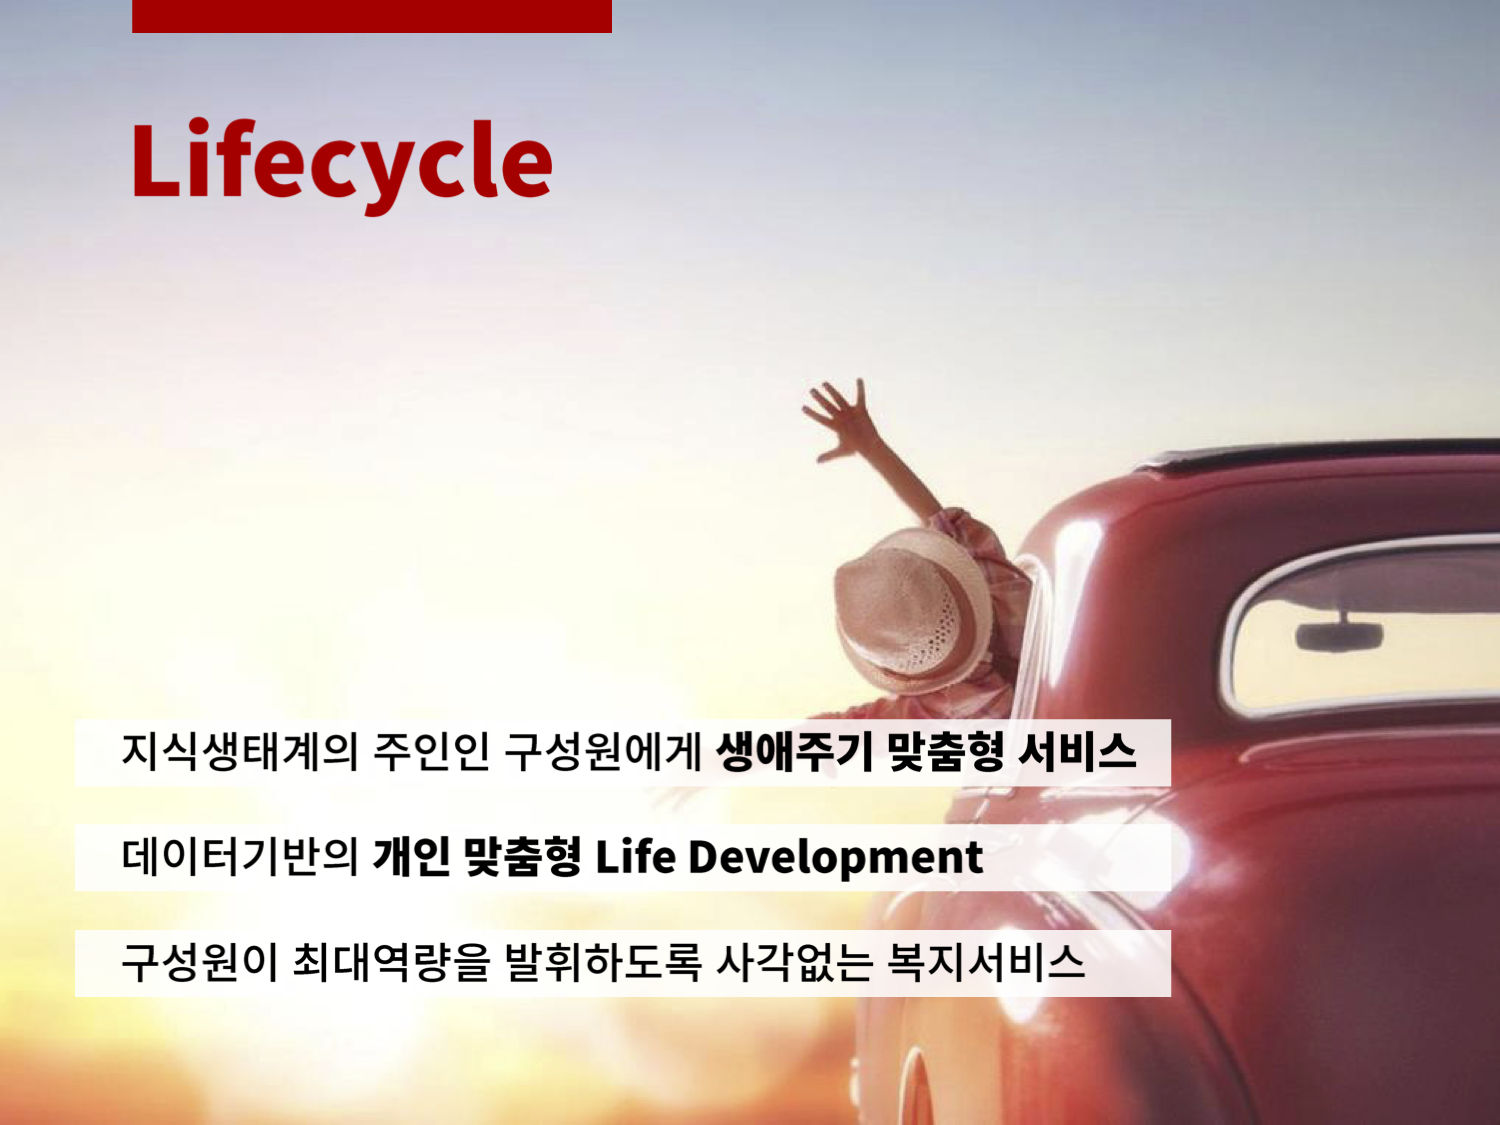 Lifecycle
지식생태계의 주인인 구성원에게 생애주기 맞춤형 서비스
데이터기반의 개인 맞춤형 Life Development
구성원이 최대역량을 발휘하도록 사각없는 복지서비스